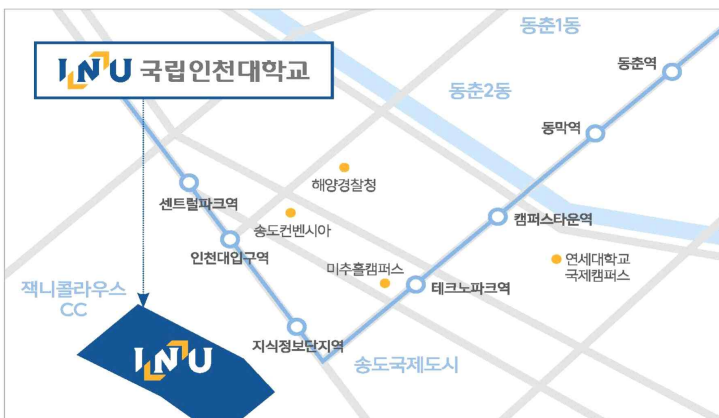 동춘1동
INU 국립인천대학교
동춘역
동춘2동
동막역
해양경찰청
센트럴파크역
캠퍼스타운역
송도컨벤시아
인천대입구역
연세대학교
국제캠퍼스
미추홀캠퍼스
잭니클라우스
CC
테크노파크역
지식정보단지역
INU
송도국제도시